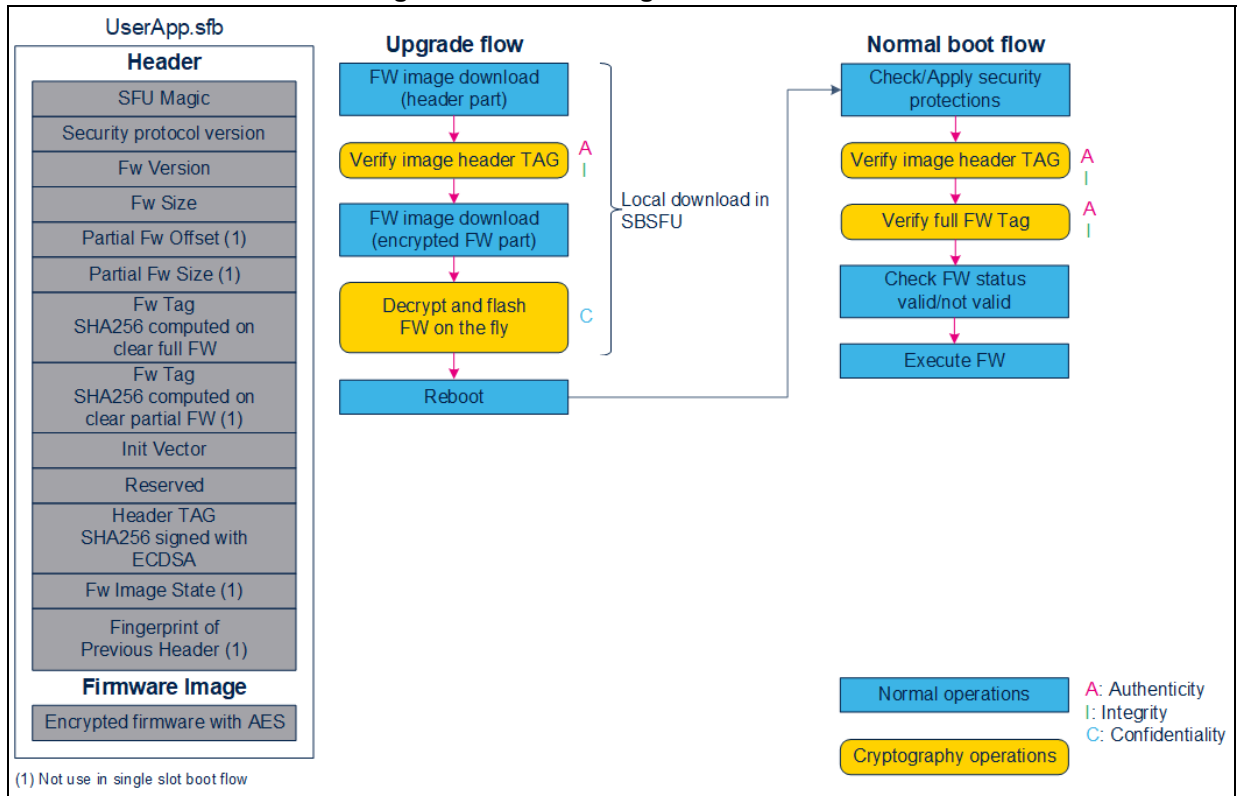 UserApp.sfb
Header
SFU Magic
Security protocol version
Fw Version
Fw Size
Partial Fw Offset (1)
Partial Fw Size (1)
Fw Tag
SHA256 computed on
clear full FW
Fw Tag
SHA256 computed on
clear partial FW (1)
Init Vector
Reserved
Header TAG
SHA256 signed with
ECDSA
Fw Image State (1)
Fingerprint of
Previous Header (1)
Firmware Image
Encrypted firmware with AES
(1) Not use in single slot boot flow
Upgrade flow
FW image download
(header part)
Verify image header TAG
A
I
FW image download
(encrypted FW part)
Decrypt and flash
FW on the fly
C
Reboot
Local download in
SBSFU
Normal boot flow
Check/Apply security
protections
Verify image header TAG
A
I
Verify full FW Tag
A
I
Check FW status
valid/not valid
Execute FW
Normal operations
Cryptography operations
A: Authenticity
I: Integrity
C: Confidentiality